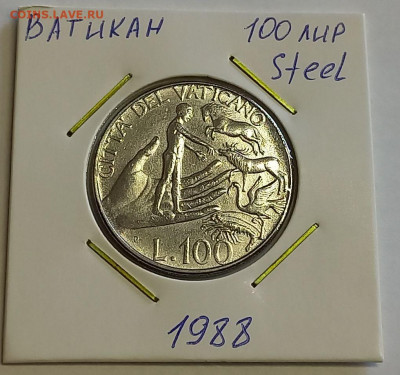 COINS.LAVE.RU
ВАТИКАН 100 лир
Steel
CITTA' DEL VATICANO
L.100
1988